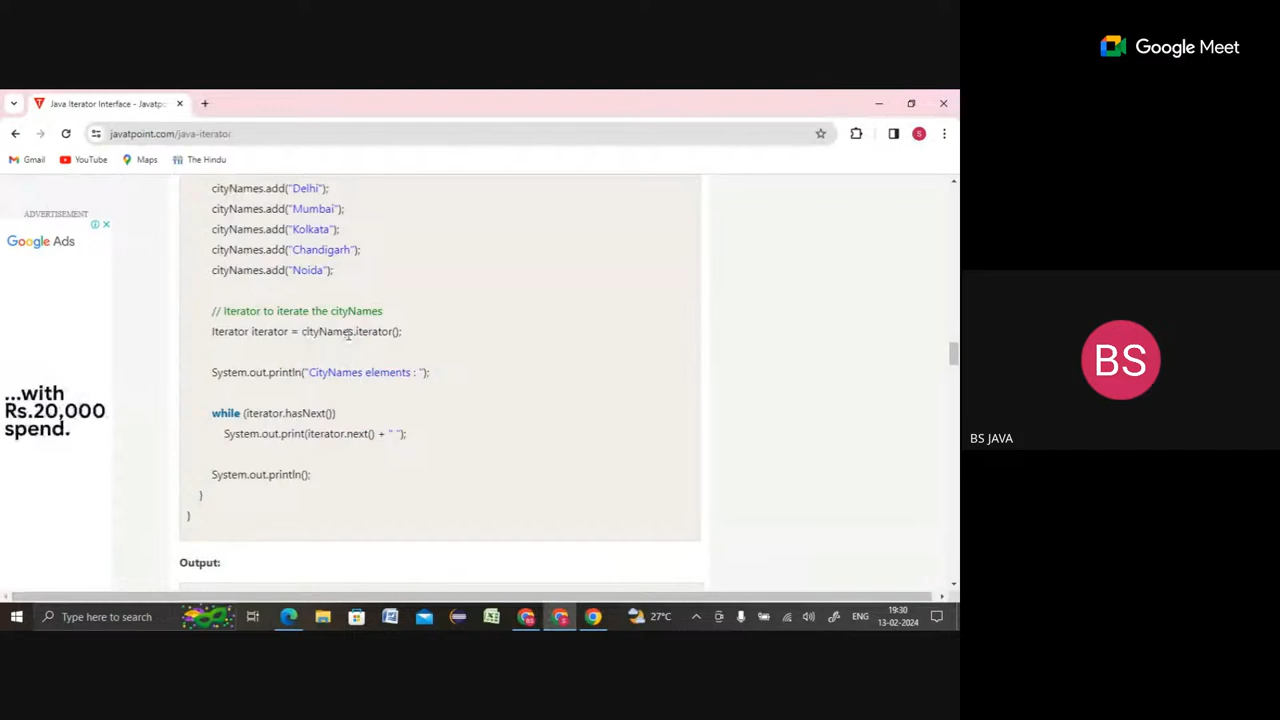 Google Meet
Java Iterator Interface - Javatpo
javatpoint.com/java-iterator
S
Gmail
YouTube
Maps
The Hindu
ADVERTISEMENT
Google Ads
...with
Rs.20,000
spend.
cityNames.add("Delhi");
cityNames.add("Mumbai");
cityNames.add("Kolkata");
cityNames.add("Chandigarh");
cityNames.add("Noida");
// Iterator to iterate the cityNames
Iterator iterator = cityNames.iterator();
System.out.println("CityNames elements : ");
while (iterator.hasNext())
System.out.print(iterator.next() + " ");
System.out.println();
}
}
Output:
BS
BS JAVA
Type here to search
27°C
ENG
19:30
13-02-2024